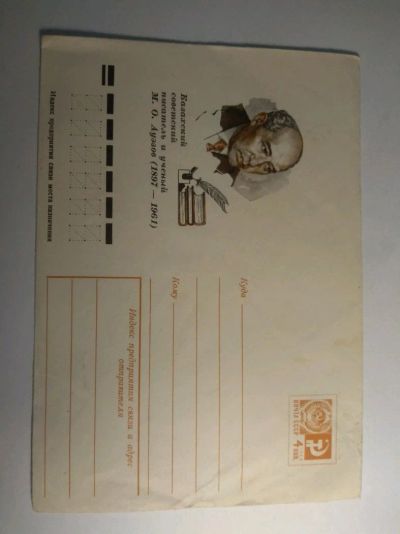 Казахский
советский
писатель и ученый
М. О. Ауэзов (1897 — 1961)
ПОЧТА СССР
4 коп.
Куда
Кому
Индекс предприятия связи и адрес
отправителя
Индекс предприятия связи места назначения